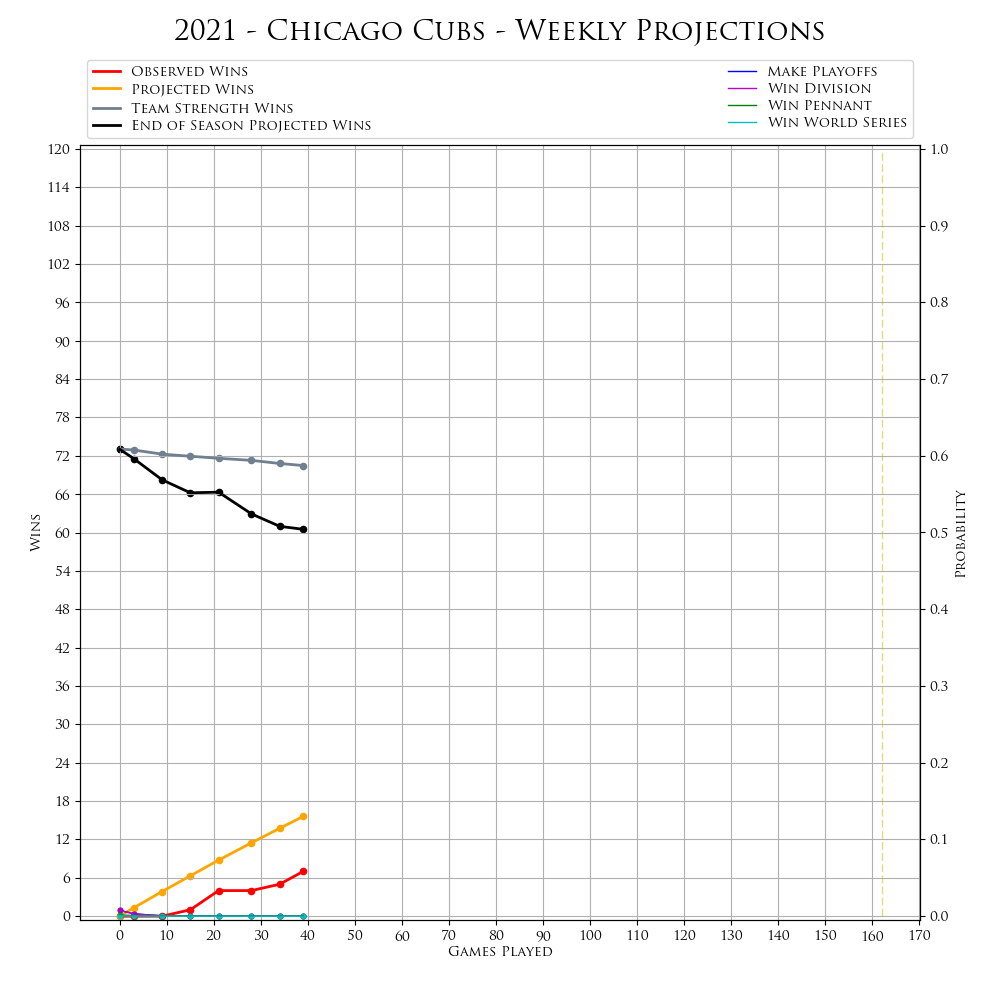 2021 - Chicago Cubs - Weekly Projections
Observed Wins
Projected Wins
Team Strength Wins
End of Season Projected Wins
Make Playoffs
Win Division
Win Pennant
Win World Series
120
114
108
102
96
90
84
78
72
66
60
54
48
42
36
30
24
18
12
6
0
Wins
1.0
0.9
0.8
0.7
0.6
0.5
0.4
0.3
0.2
0.1
0.0
Probability
0 10 20 30 40 50 60 70 80 90 100 110 120 130 140 150 160 170
Games Played